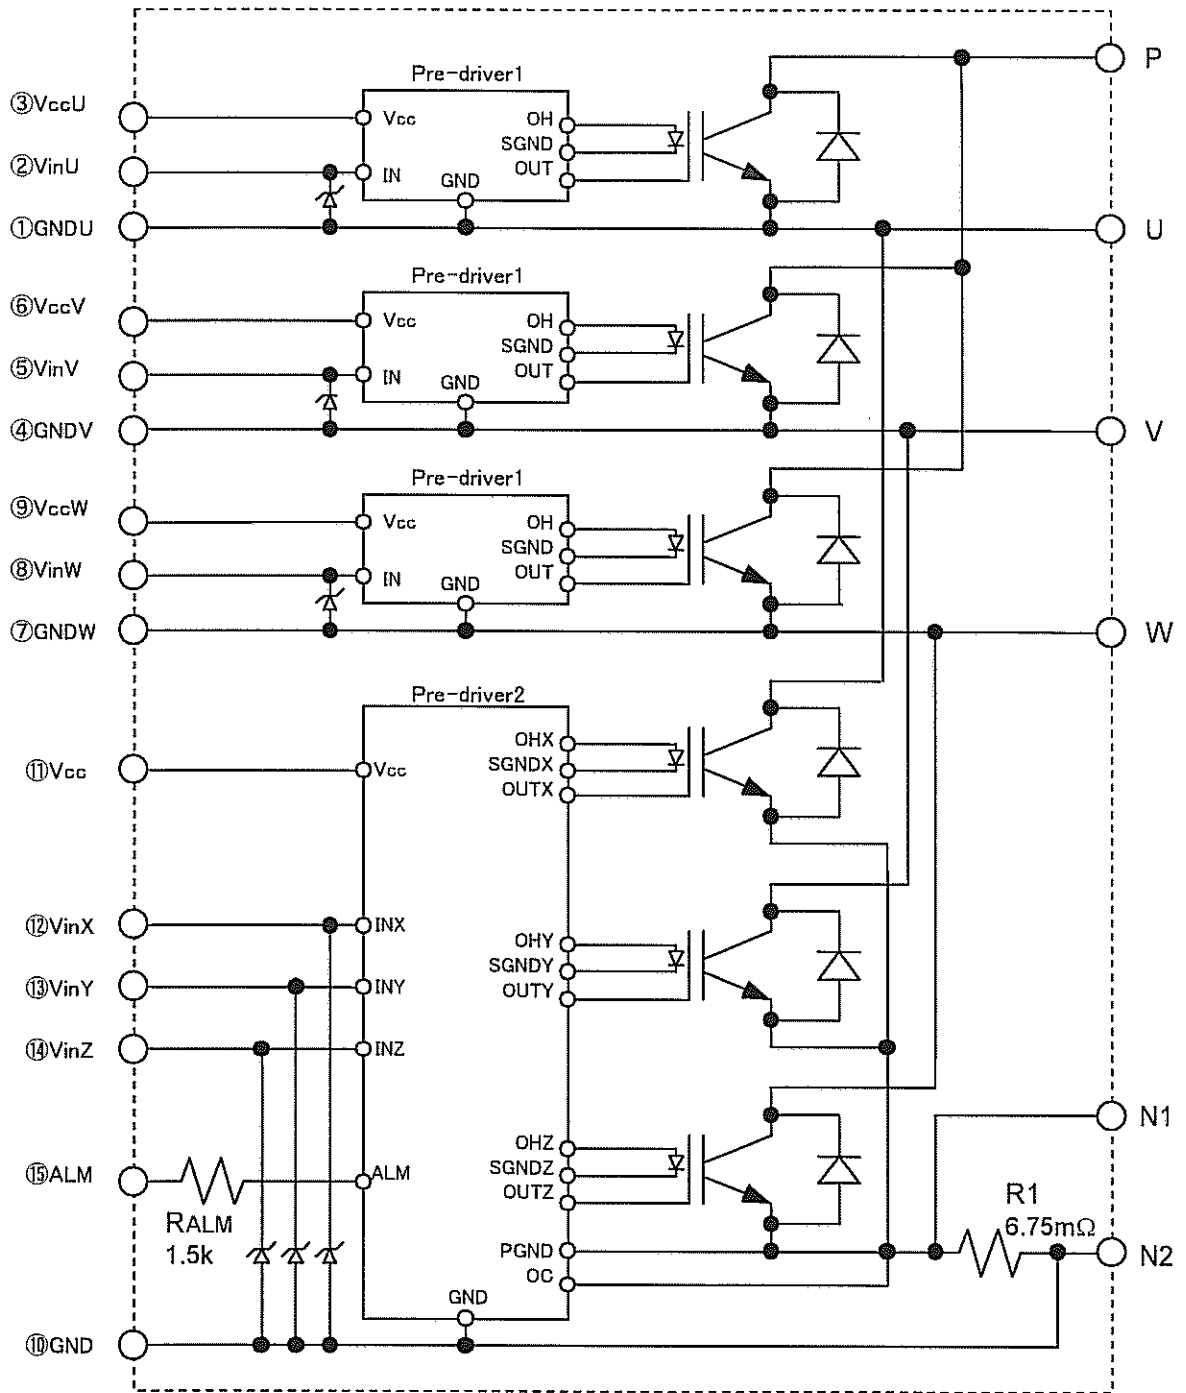 Pre-driver1
P
③VccU
Vcc
OH
②VinU
SGND
IN
GND
OUT
①GNDU
U
Pre-driver1
⑥VccV
Vcc
OH
⑤VinV
SGND
IN
GND
OUT
④GNDV
V
Pre-driver1
⑨VccW
Vcc
OH
⑧VinW
SGND
IN
GND
OUT
⑦GNDW
W
Pre-driver2
OHX
⑪Vcc
Vcc
SGNDX
OUTX
⑫VinX
INX
OHY
SGNDY
⑬VinY
INY
OUTY
⑭VinZ
INZ
N1
OHZ
⑮ALM
ALM
SGNDZ
OUTZ
RALM
1.5k
R1
6.75mΩ
PGND
N2
OC
GND
⑩GND